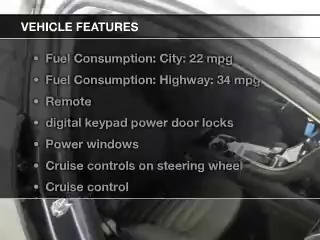 VEHICLE FEATURES
• Fuel Consumption: City: 22 mpg
• Fuel Consumption: Highway: 34 mpg
• Remote
• digital keypad power door locks
• Power windows
• Cruise controls on steering wheel
• Cruise control